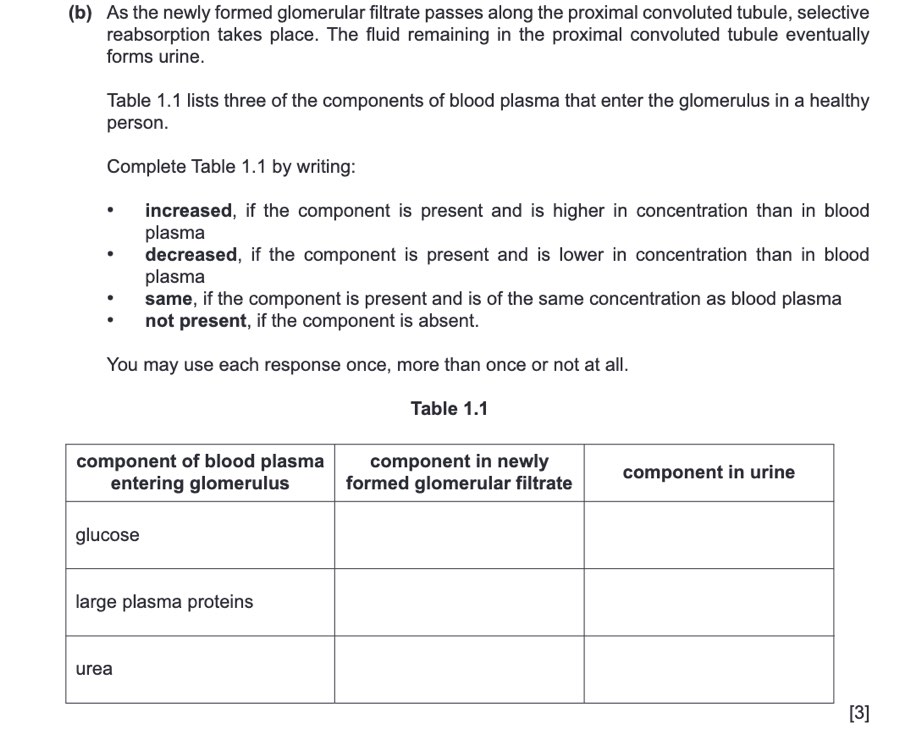 (b) As the newly formed glomerular filtrate passes along the proximal convoluted tubule, selective
reabsorption takes place. The fluid remaining in the proximal convoluted tubule eventually
forms urine.
Table 1.1 lists three of the components of blood plasma that enter the glomerulus in a healthy
person.
Complete Table 1.1 by writing:
• increased, if the component is present and is higher in concentration than in blood
plasma
• decreased, if the component is present and is lower in concentration than in blood
plasma
• same, if the component is present and is of the same concentration as blood plasma
• not present, if the component is absent.
You may use each response once, more than once or not at all.
Table 1.1
component of blood plasma
entering glomerulus
component in newly
formed glomerular filtrate
component in urine
glucose
large plasma proteins
urea
[3]